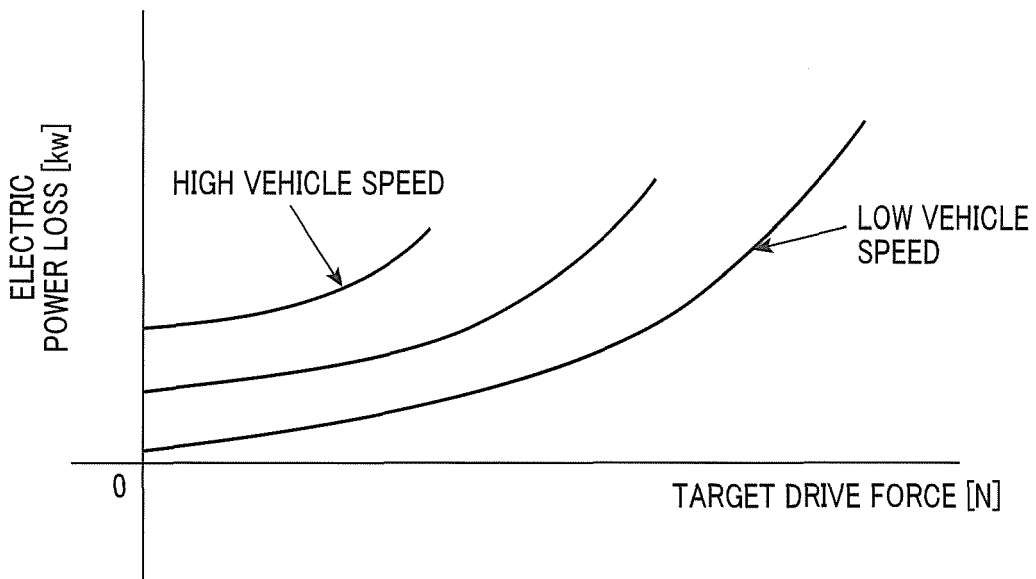 ELECTRIC
POWER LOSS [kw]
HIGH VEHICLE SPEED
LOW VEHICLE
SPEED
0
TARGET DRIVE FORCE [N]